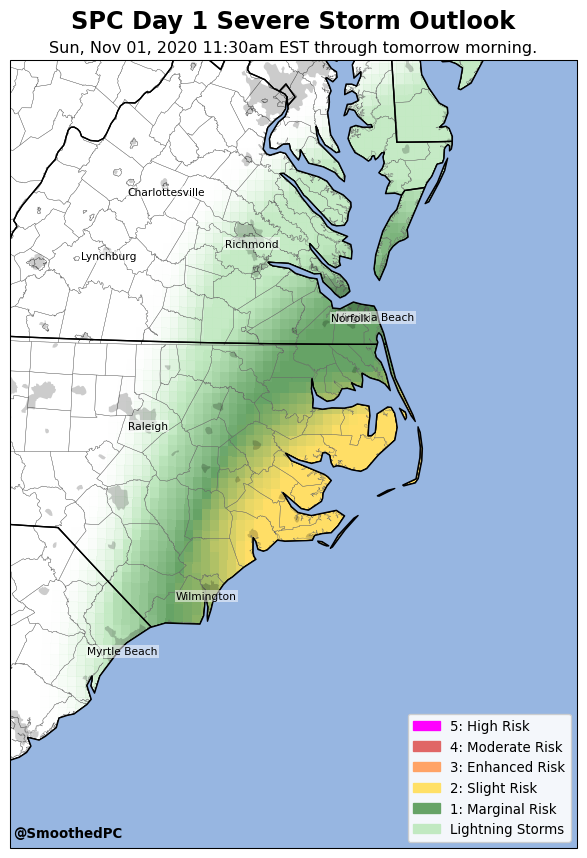 SPC Day 1 Severe Storm Outlook
Sun, Nov 01, 2020 11:30am EST through tomorrow morning.
Charlottesville
Richmond
Lynchburg
Norfolk
Virginia Beach
Raleigh
Wilmington
Myrtle Beach
5: High Risk
4: Moderate Risk
3: Enhanced Risk
2: Slight Risk
1: Marginal Risk
Lightning Storms
@SmoothedPC